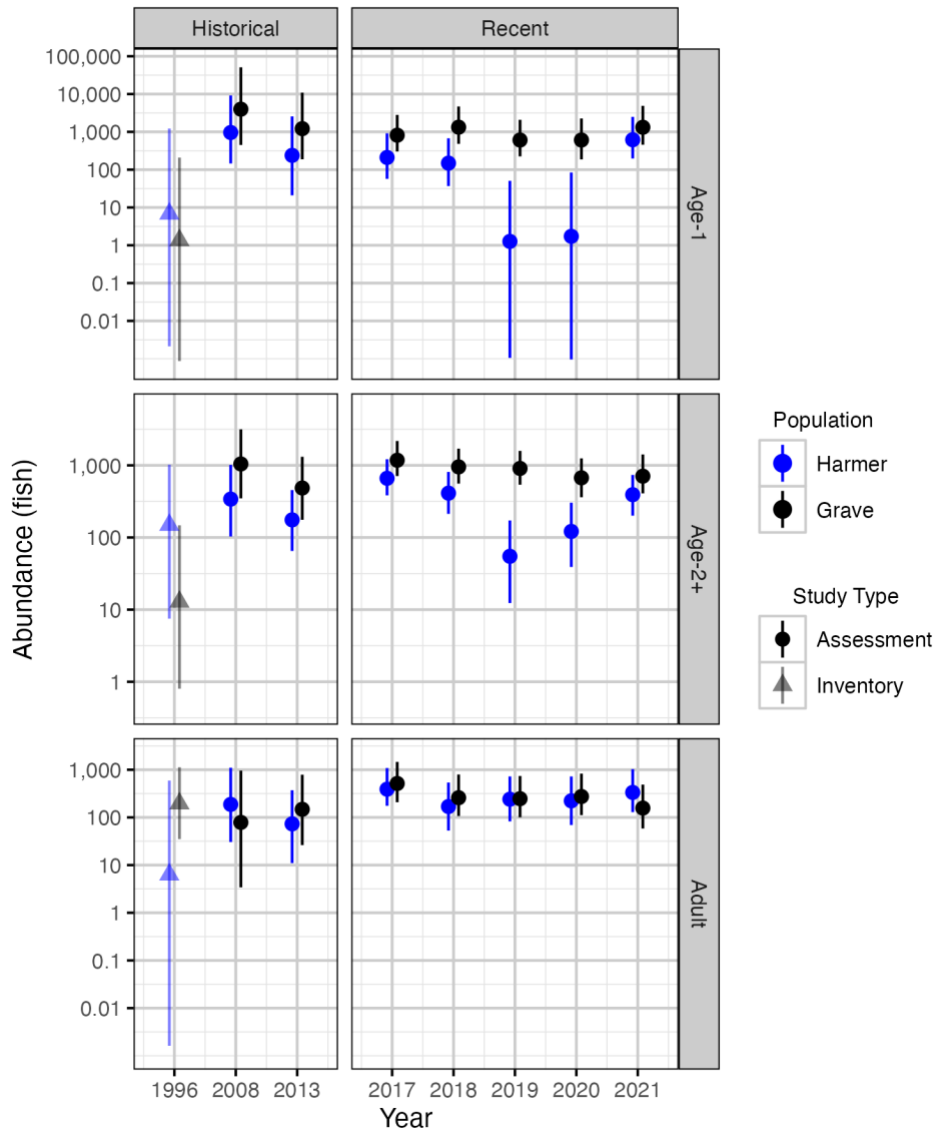 Historical
Recent
100,000
10,000
1,000
100
10
1
0.1
0.01
Age-1
1,000
100
10
1
Age-2+
1,000
100
10
1
0.1
0.01
Adult
1996
2008
2013
2017
2018
2019
2020
2021
Year
Abundance (fish)
Population
Harmer
Grave
Study Type
Assessment
Inventory